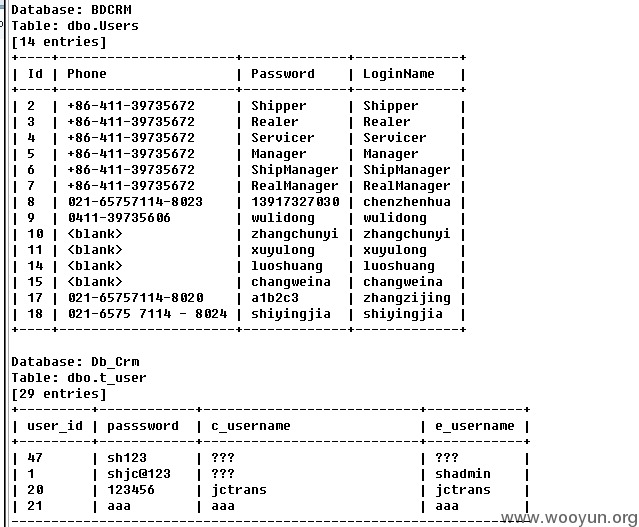 Database: BDCRM
Table: dbo.Users
[14 entries]
+----+----------------------+-------------+-------------+
| Id | Phone | Password | LoginName |
+----+----------------------+-------------+-------------+
| 2 | +86-411-39735672 | Shipper | Shipper |
| 3 | +86-411-39735672 | Realer | Realer |
| 4 | +86-411-39735672 | Servicer | Servicer |
| 5 | +86-411-39735672 | Manager | Manager |
| 6 | +86-411-39735672 | ShipManager | ShipManager |
| 7 | +86-411-39735672 | RealManager | RealManager |
| 8 | 021-65757114-8023 | 13917327030 | chenzhenhua |
| 9 | 0411-39735606 | wulidong | wulidong |
| 10 | <blank> | zhangchunyi | zhangchunyi |
| 11 | <blank> | xuyulong | xuyulong |
| 14 | <blank> | luoshuang | luoshuang |
| 15 | <blank> | changweina | changweina |
| 17 | 021-65757114-8020 | a1b2c3 | zhangzijing |
| 18 | 021-6575 7114 - 8024 | shiyingjia | shiyingjia |
+----+----------------------+-------------+-------------+
Database: Db_Crm
Table: dbo.t_user
[29 entries]
+---------+-----------+---------------------------+------------+
| user_id | passsword | c_username | e_username |
+---------+-----------+---------------------------+------------+
| 47 | sh123 | ??? | ??? |
| 1 | shjc@123 | ??? | shadmin |
| 20 | 123456 | jctrans | jctrans |
| 21 | aaa | aaa | aaa |
www.wooyun.org